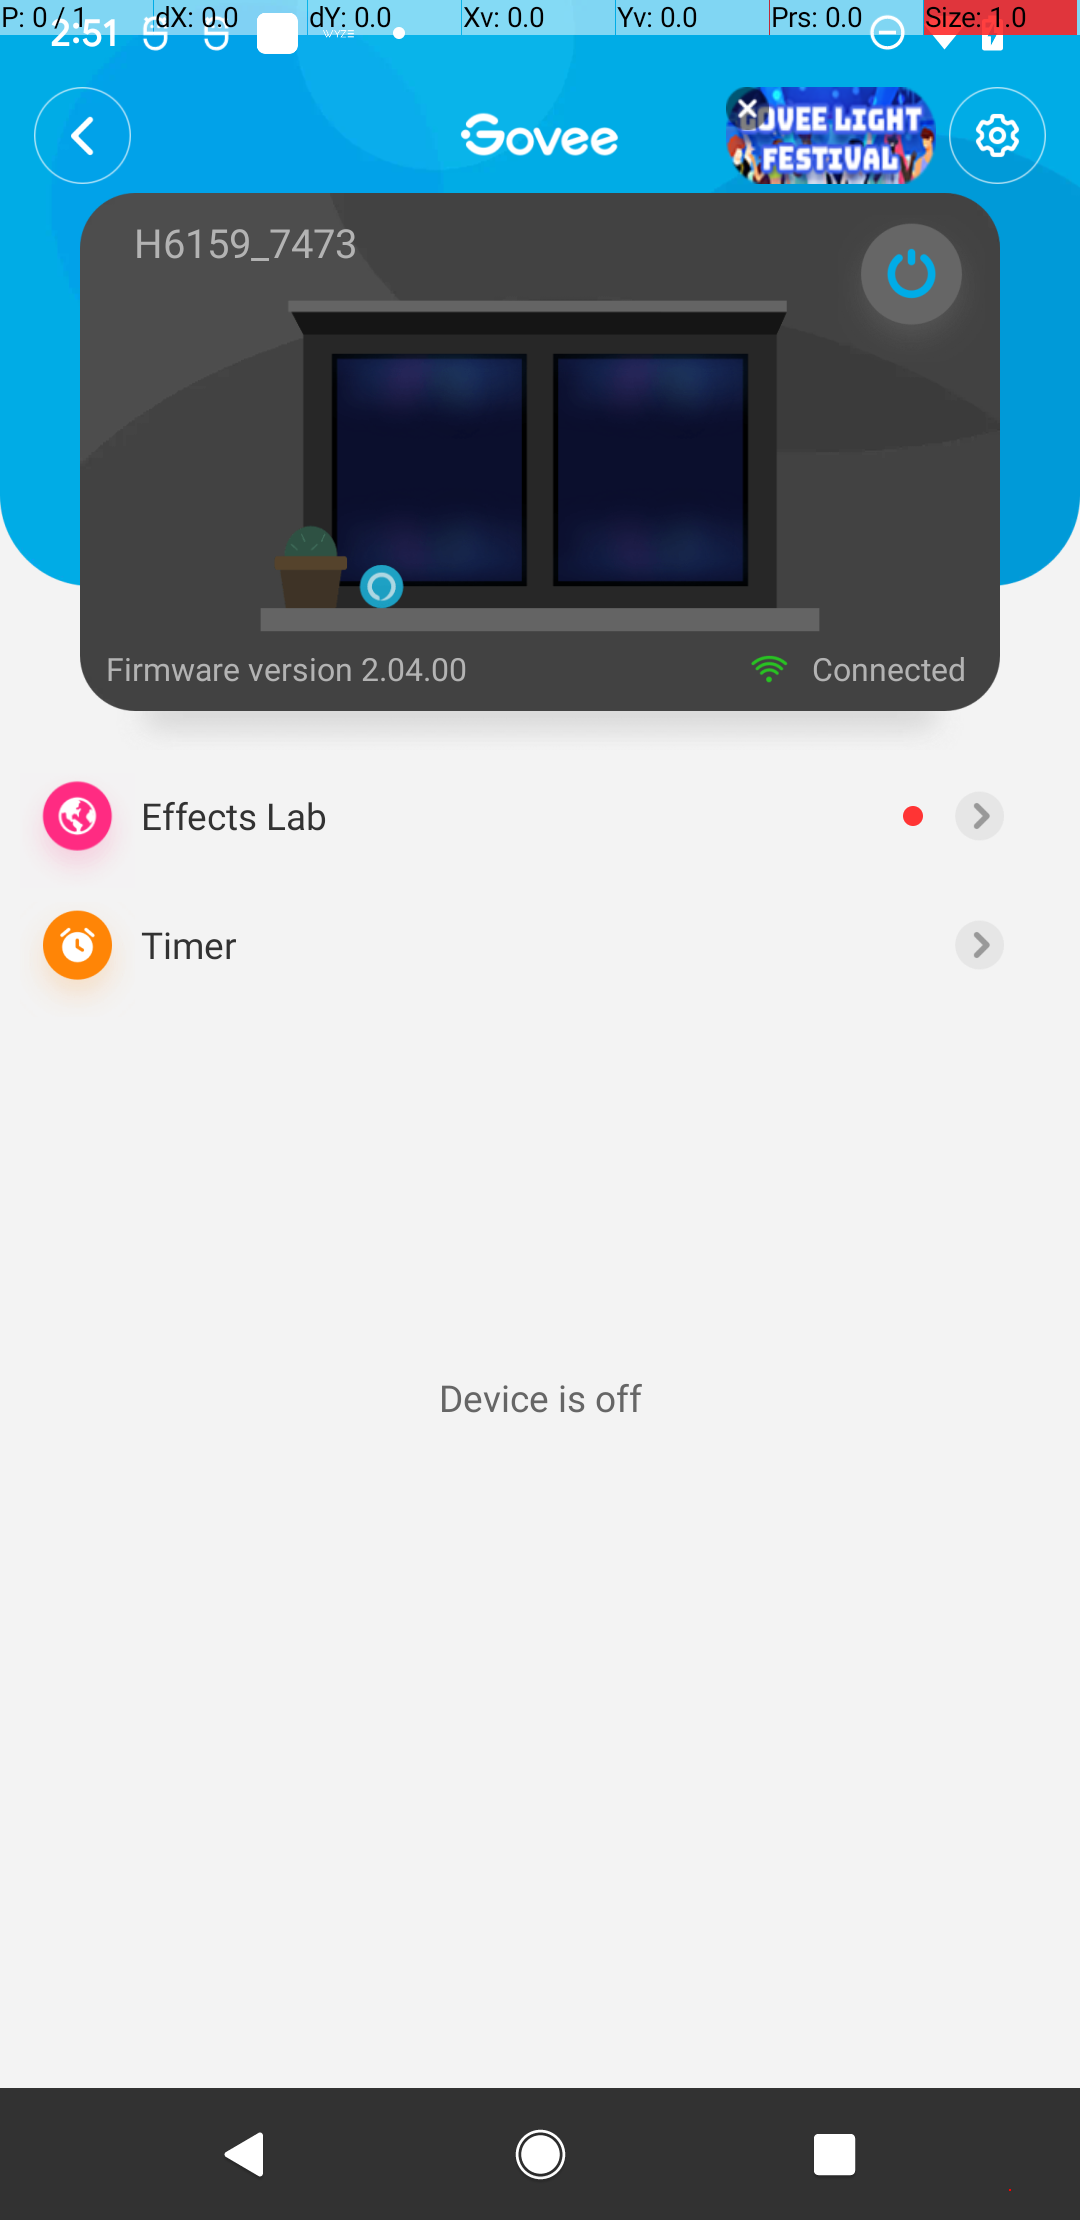 P: 0 / 1 dX: 0.0 dY: 0.0 Xv: 0.0 Yv: 0.0 Prs: 0.0 Size: 1.0
2:51 WYZE
Govee
GOVEE LIGHT
FESTIVAL
H6159_7473
Firmware version 2.04.00
Connected
Effects Lab
Timer
Device is off